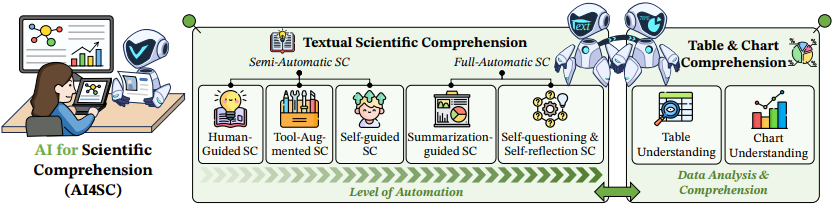 AI for Scientific
Comprehension
(AI4SC)
Textual Scientific Comprehension
Semi-Automatic SC
Full-Automatic SC
Human-
Guided SC
Tool-Aug-
mented SC
Self-guided
SC
Summarization-
guided SC
Self-questioning &
Self-reflection SC
Level of Automation
Text
Table & Chart
Comprehension
Table
Understanding
Chart
Understanding
Data Analysis &
Comprehension